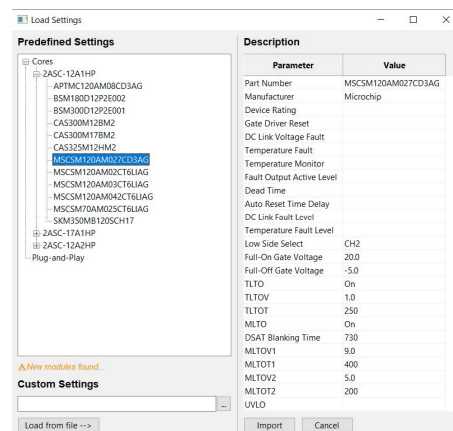 Load Settings
Predefined Settings
Cores
2ASC-12A1HP
APTMC120AM08CD3AG
BSM180D12P2E002
BSM300D12P2E001
CAS300M12BM2
CAS300M17BM2
CAS325M12HM2
MSCSM120AM027CD3AG
MSCSM120AM02CT6LIAG
MSCSM120AM03CT6LIAG
MSCSM120AM042CT6LIAG
MSCSM70AM025CT6LIAG
SKM350MB120SCH17
2ASC-17A1HP
2ASC-12A2HP
Plug-and-Play
New modules found...
Custom Settings
...
Load from file -->
Description
Parameter Value
Part Number MSCSM120AM027CD3AG
Manufacturer Microchip
Device Rating
Gate Driver Reset
DC Link Voltage Fault
Temperature Fault
Temperature Monitor
Fault Output Active Level
Dead Time
Auto Reset Time Delay
DC Link Fault Level
Temperature Fault Level
Low Side Select CH2
Full-On Gate Voltage 20.0
Full-Off Gate Voltage -5.0
TLTO On
TLTOV 1.0
TLTOT 250
MLTO On
DSAT Blanking Time 730
MLTOV1 9.0
MLTOT1 400
MLTOV2 5.0
MLTOT2 200
UVLO
Import Cancel